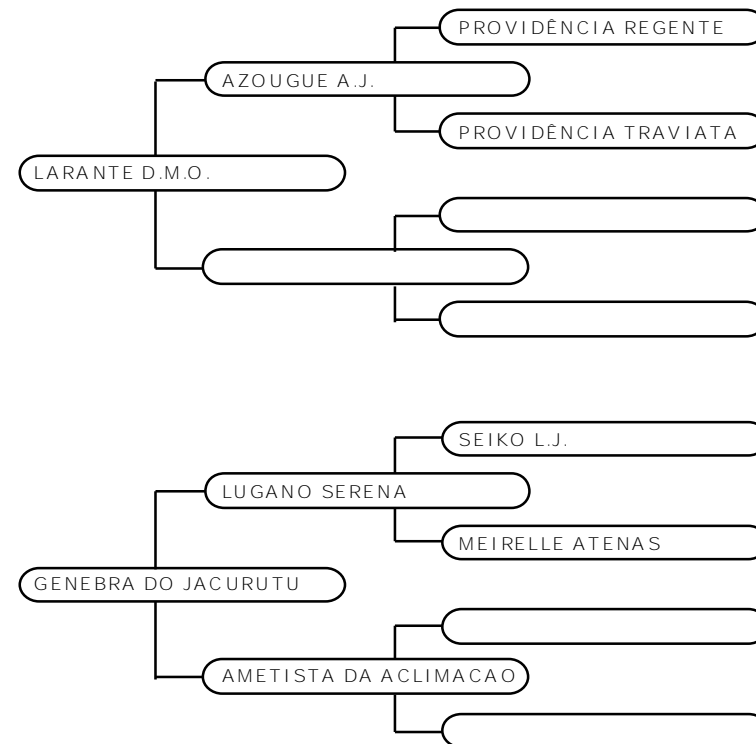 PROVIDÊNCIA REGENTE
AZOUGUE A.J.
PROVIDÊNCIA TRAVIATA
LARANTE D.M.O.
SEIKO L.J.
LUGANO SERENA
MEIRELLE ATENAS
GENEBRA DO JACURUTU
AMETISTA DA ACLIMACAO